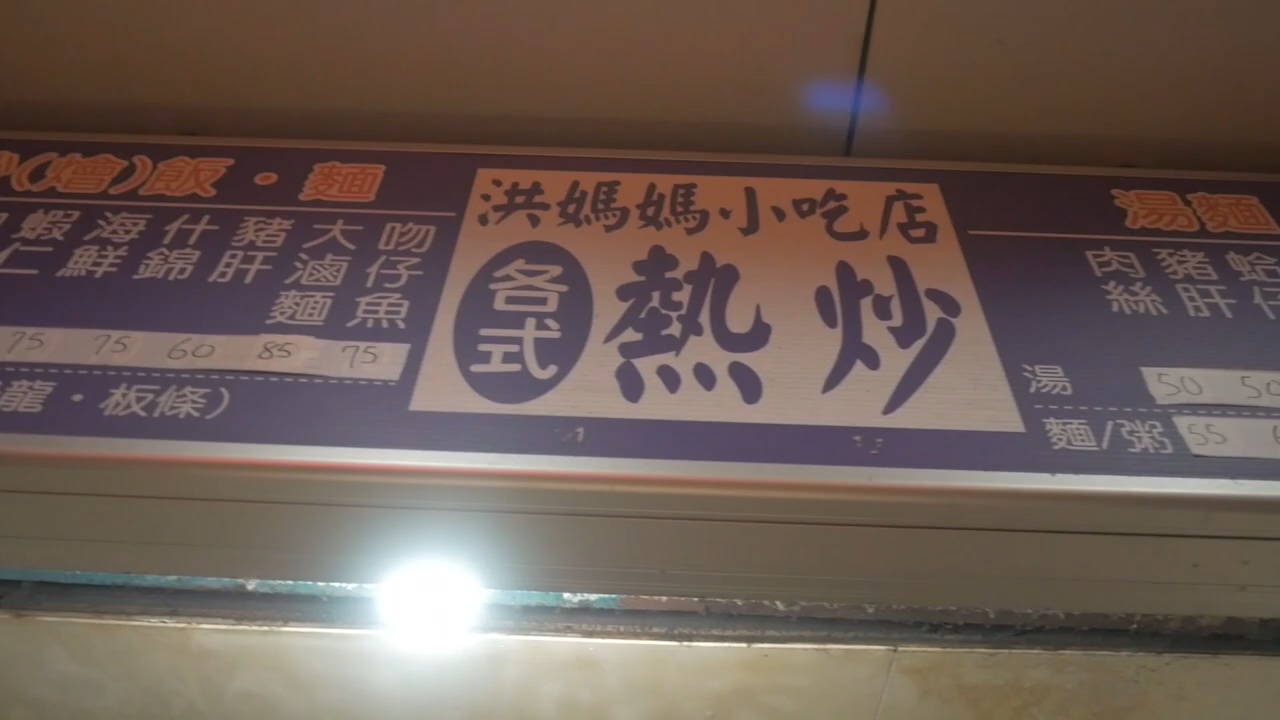 (燴)飯·麵
蝦仁 海鮮 什錦 豬肝 大滷麵 吻仔魚
75 75 60 85 75
龍·板條)
洪媽媽小吃店
各式 熱炒
湯麵
肉絲 豬肝
湯 50 50
麵/粥 55